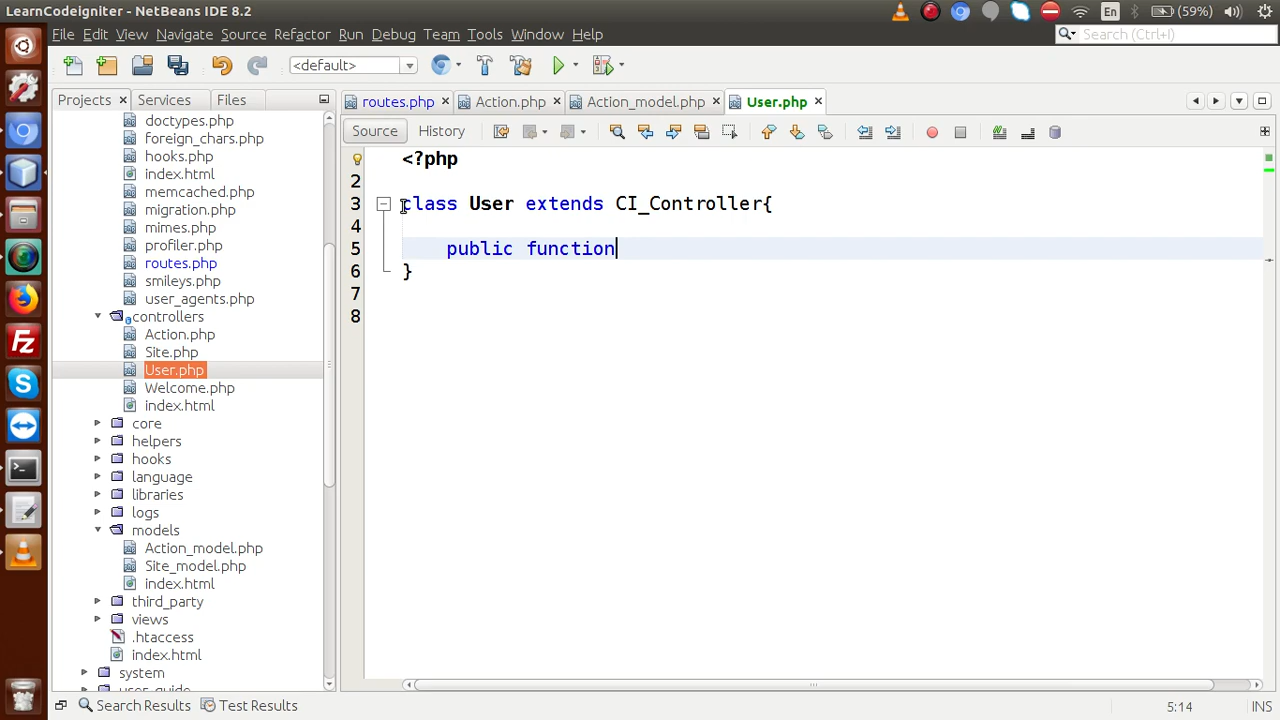 LearnCodeigniter - NetBeans IDE 8.2
En
(59%)
File Edit View Navigate Source Refactor Run Debug Team Tools Window Help
Search (Ctrl+I)
<default>
Projects Services Files
routes.php Action.php Action_model.php User.php
Source History
doctypes.php
foreign_chars.php
hooks.php
index.html
memcached.php
migration.php
mimes.php
profiler.php
routes.php
smileys.php
user_agents.php
controllers
Action.php
Site.php
User.php
Welcome.php
index.html
core
helpers
hooks
language
libraries
logs
models
Action_model.php
Site_model.php
index.html
third_party
views
.htaccess
index.html
system
user_guide
<?php
2
3 class User extends CI_Controller{
4
5 public function
6 }
7
8
Search Results Test Results
5:14 INS